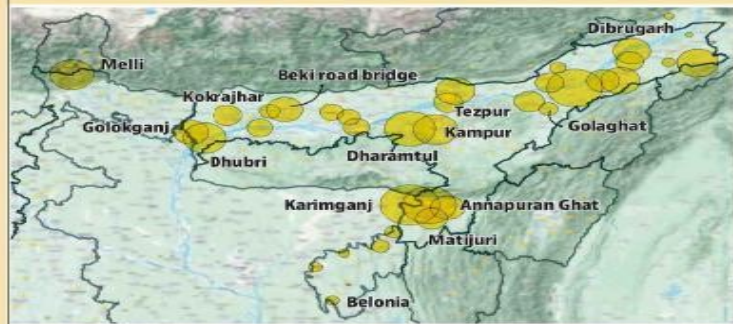 Dibrugarh
Melli
Beki road bridge
Kokrajhar
Tezpur
Golokganj
Kampur
Golaghat
Dhubri
Dharamtul
Karimganj
Annapuran Ghat
Matijuri
Belonia